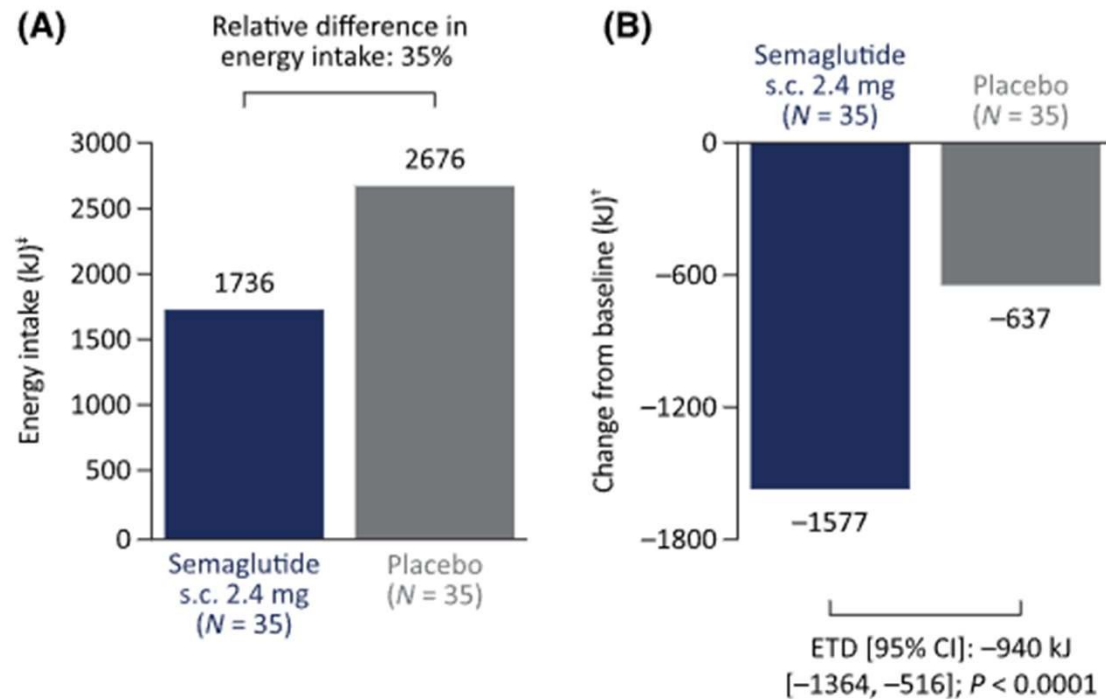 (A)
Relative difference in
energy intake: 35%
Energy intake (kJ)‡
3000
2500
2000
1500
1000
500
0
1736
2676
Semaglutide
s.c. 2.4 mg
(N = 35)
Placebo
(N = 35)
(B)
Semaglutide
s.c. 2.4 mg
(N = 35)
Placebo
(N = 35)
Change from baseline (kJ)†
0
–600
–1200
–1800
–1577
–637
ETD [95% CI]: –940 kJ
[–1364, –516]; P < 0.0001